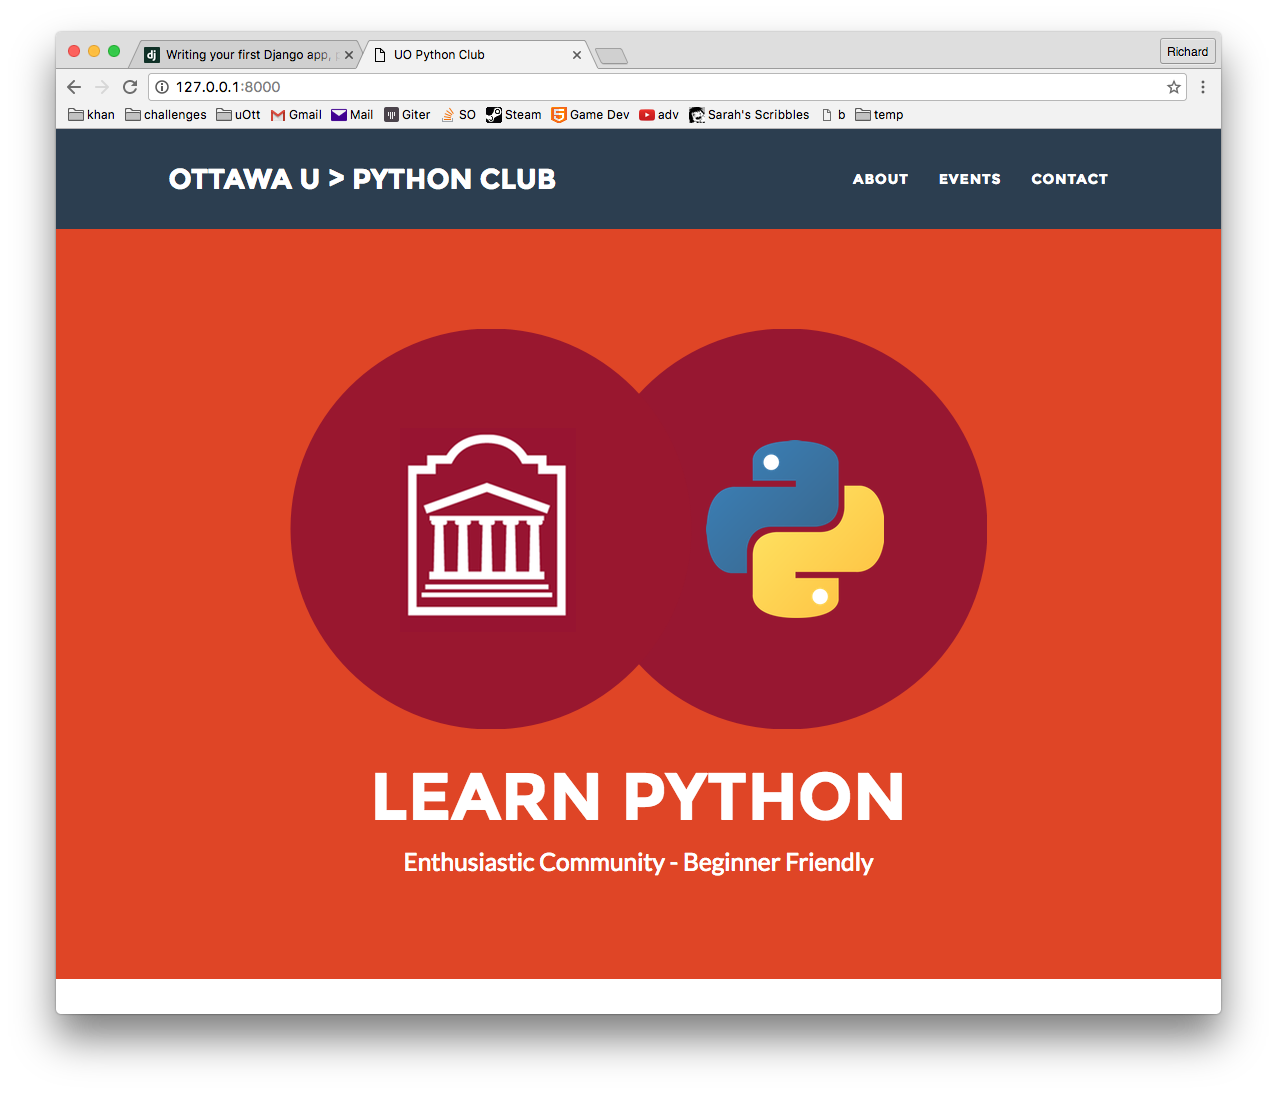 Writing your first Django app, UO Python Club Richard
127.0.0.1:8000
khan challenges uOtt Gmail Mail Giter SO Steam Game Dev adv Sarah's Scribbles b temp
OTTAWA U > PYTHON CLUB ABOUT EVENTS CONTACT
LEARN PYTHON
Enthusiastic Community - Beginner Friendly